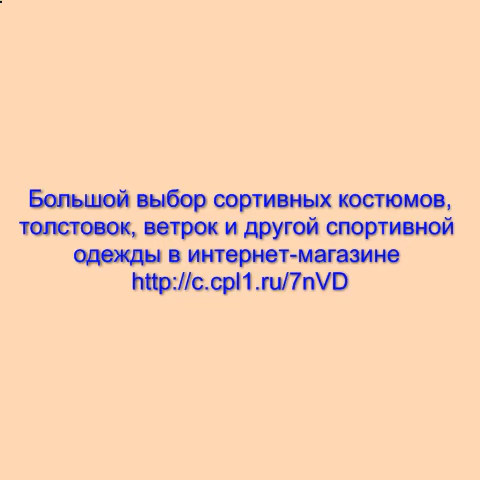 Большой выбор сортивных костюмов,
толстовок, ветрок и другой спортивной
одежды в интернет-магазине
http://c.cpl1.ru/7nVD